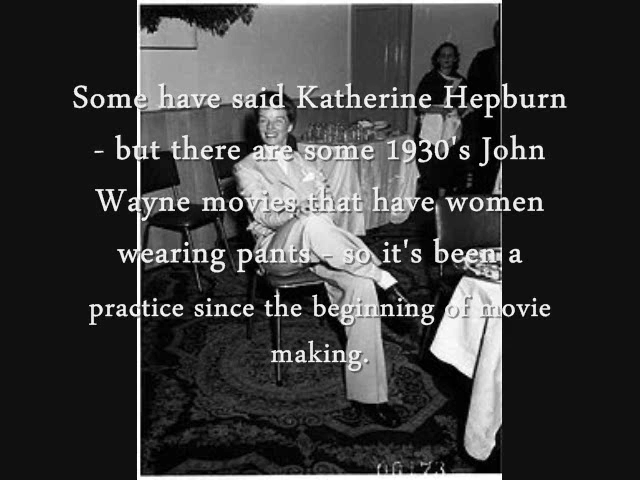 Some have said Katherine Hepburn
- but there are some 1930's John
Wayne movies that have women
wearing pants - so it's been a
practice since the beginning of movie
making.